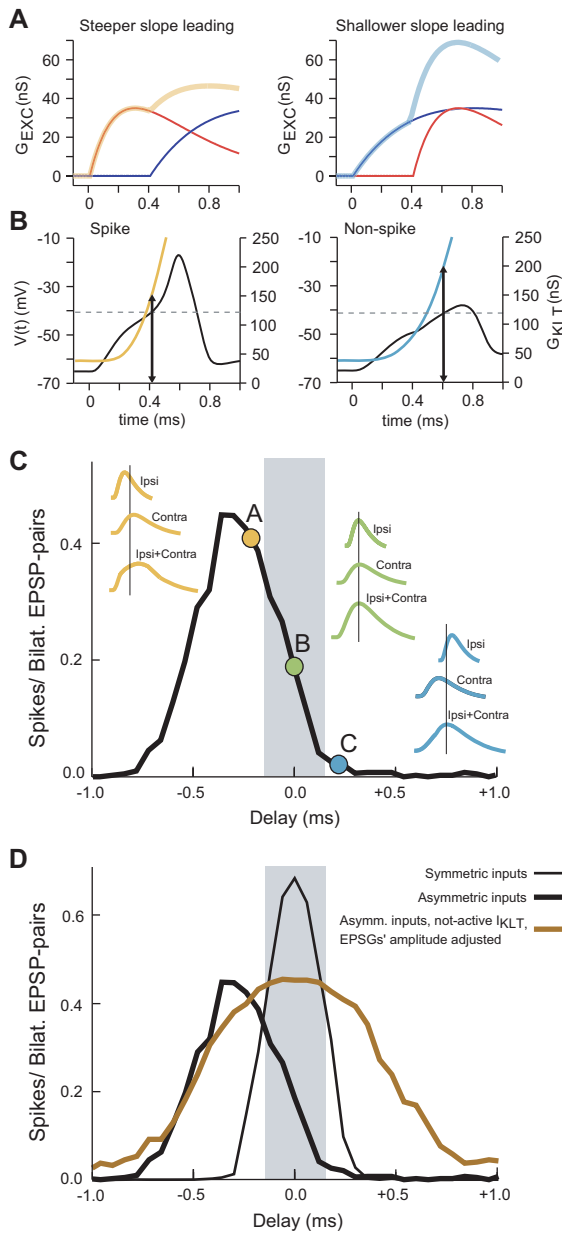 A
Steeper slope leading
Shallower slope leading
G_EXC (nS)
60
40
20
0
0
0.4
0.8
G_EXC (nS)
60
40
20
0
0
0.4
0.8
B
Spike
Non-spike
V(t) (mV)
-10
-30
-50
-70
250
200
150
100
50
0
0
0.4
0.8
time (ms)
-10
-30
-50
-70
250
200
150
100
50
0
G_KLT (nS)
0
0.4
0.8
time (ms)
C
Spikes/ Bilat. EPSP-pairs
0.4
0.2
0.0
Ipsi
Contra
Ipsi+Contra
A
Ipsi
Contra
Ipsi+Contra
B
Ipsi
Contra
Ipsi+Contra
C
-1.0
-0.5
0.0
+0.5
+1.0
Delay (ms)
D
Symmetric inputs
Asymmetric inputs
Asymm. inputs, not-active I_KLT,
EPSGs' amplitude adjusted
Spikes/ Bilat. EPSP-pairs
0.6
0.4
0.2
0.0
-1.0
-0.5
0.0
+0.5
+1.0
Delay (ms)